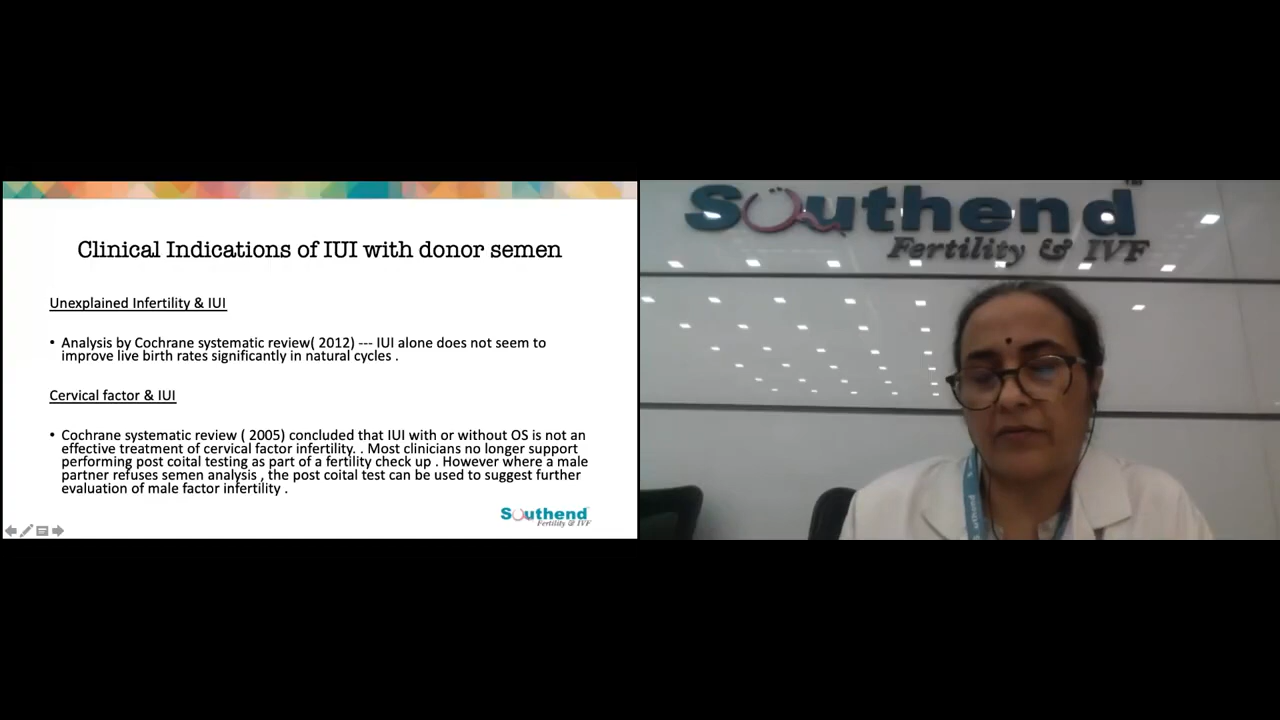 Clinical Indications of IUI with donor semen
Unexplained Infertility & IUI
• Analysis by Cochrane systematic review( 2012) --- IUI alone does not seem to
improve live birth rates significantly in natural cycles .
Cervical factor & IUI
• Cochrane systematic review ( 2005) concluded that IUI with or without OS is not an
effective treatment of cervical factor infertility. . Most clinicians no longer support
performing post coital testing as part of a fertility check up . However where a male
partner refuses semen analysis , the post coital test can be used to suggest further
evaluation of male factor infertility .
Southend
Fertility & IVF
Southend
Fertility & IVF
Southend